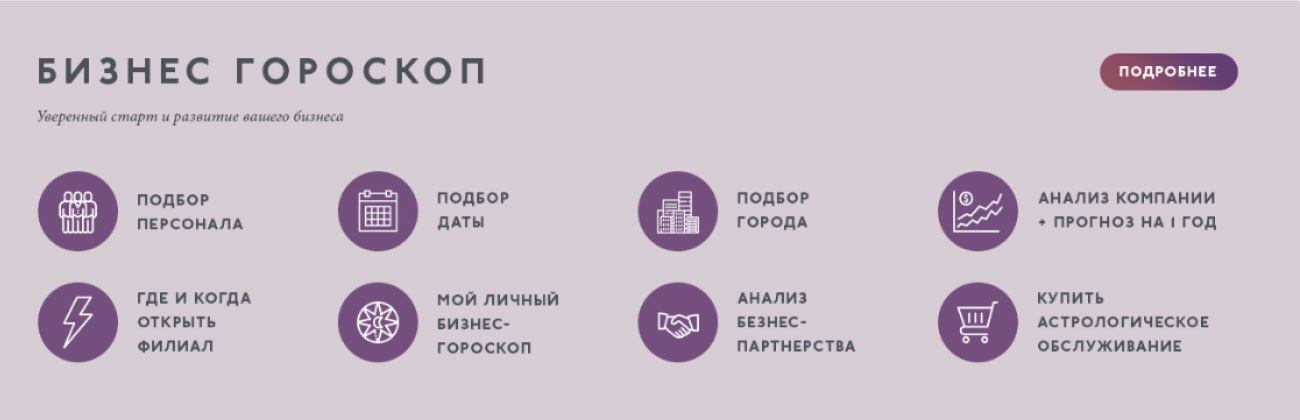 БИЗНЕС ГОРОСКОП
ПОДРОБНЕЕ
Уверенный старт и развитие вашего бизнеса
ПОДБОР
ПЕРСОНАЛА
ПОДБОР
ДАТЫ
ПОДБОР
ГОРОДА
АНАЛИЗ КОМПАНИИ
+ ПРОГНОЗ НА 1 ГОД
ГДЕ И КОГДА
ОТКРЫТЬ
ФИЛИАЛ
МОЙ ЛИЧНЫЙ
БИЗНЕС-
ГОРОСКОП
АНАЛИЗ
БЕЗНЕС-
ПАРТНЕРСТВА
КУПИТЬ
АСТРОЛОГИЧЕСКОЕ
ОБСЛУЖИВАНИЕ